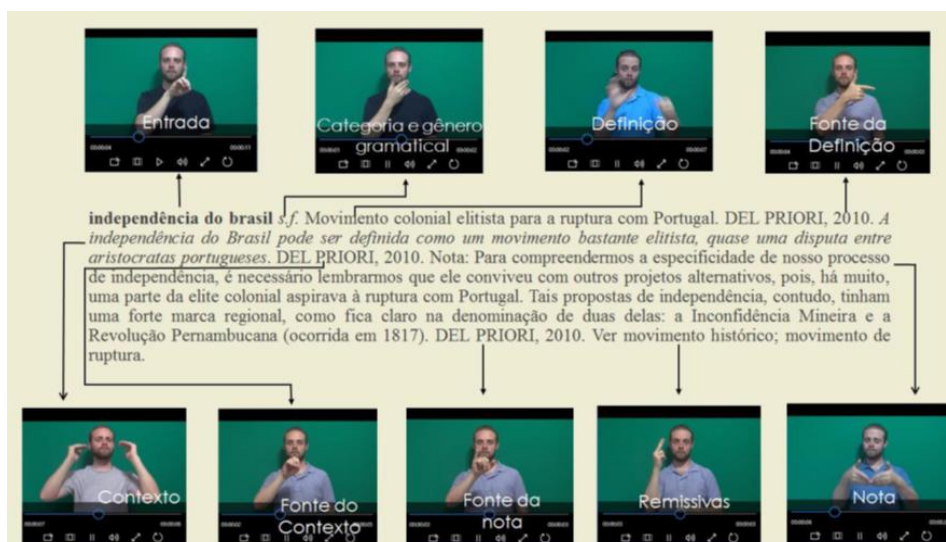 Entrada
Categoria e gênero
gramatical
Definição
Fonte da
Definição
independência do brasil s.f. Movimento colonial elitista para a ruptura com Portugal. DEL PRIORI, 2010. A
independência do Brasil pode ser definida como um movimento bastante elitista, quase uma disputa entre
aristocratas portugueses. DEL PRIORI, 2010. Nota: Para compreendermos a especificidade de nosso processo
de independência, é necessário lembrarmos que ele conviveu com outros projetos alternativos, pois, há muito,
uma parte da elite colonial aspirava à ruptura com Portugal. Tais propostas de independência, contudo, tinham
uma forte marca regional, como fica claro na denominação de duas delas: a Inconfidência Mineira e a
Revolução Pernambucana (ocorrida em 1817). DEL PRIORI, 2010. Ver movimento histórico; movimento de
ruptura.
Contexto
Fonte do
Contexto
Fonte da
nota
Remissivas
Nota